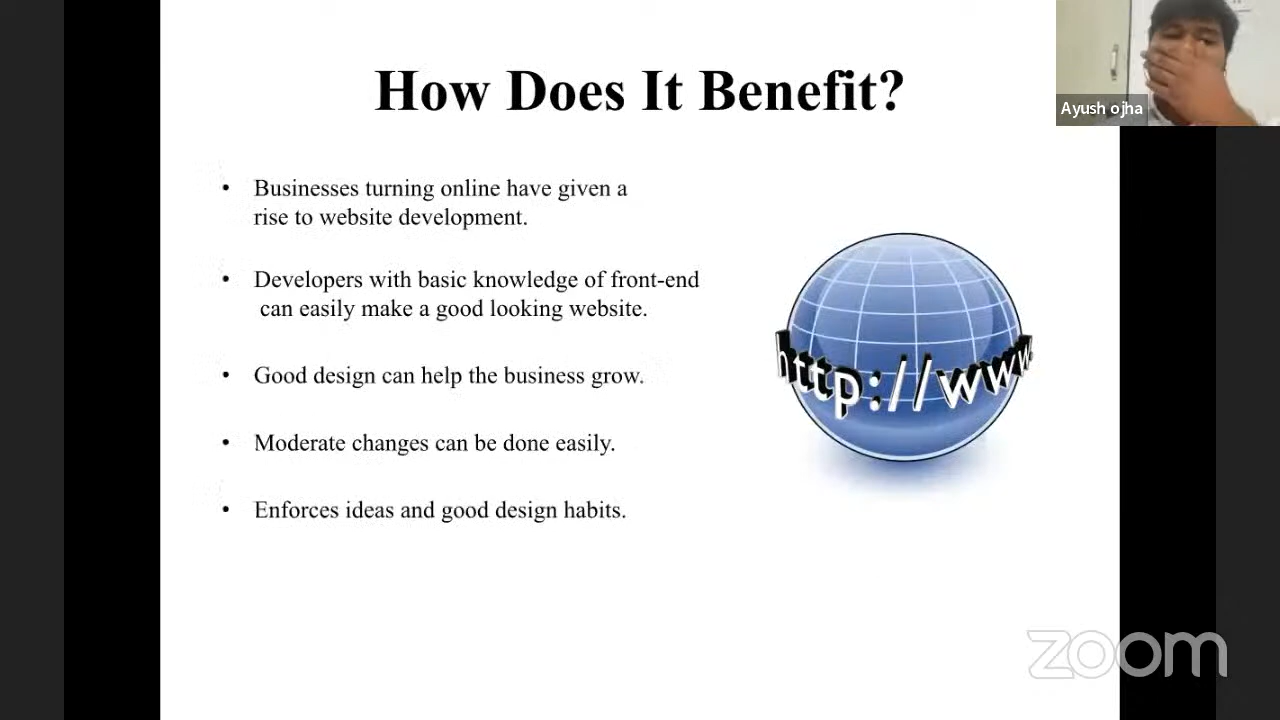 How Does It Benefit?
Ayush ojha
• Businesses turning online have given a
rise to website development.
• Developers with basic knowledge of front-end
can easily make a good looking website.
• Good design can help the business grow.
• Moderate changes can be done easily.
• Enforces ideas and good design habits.
http://www.
zoom